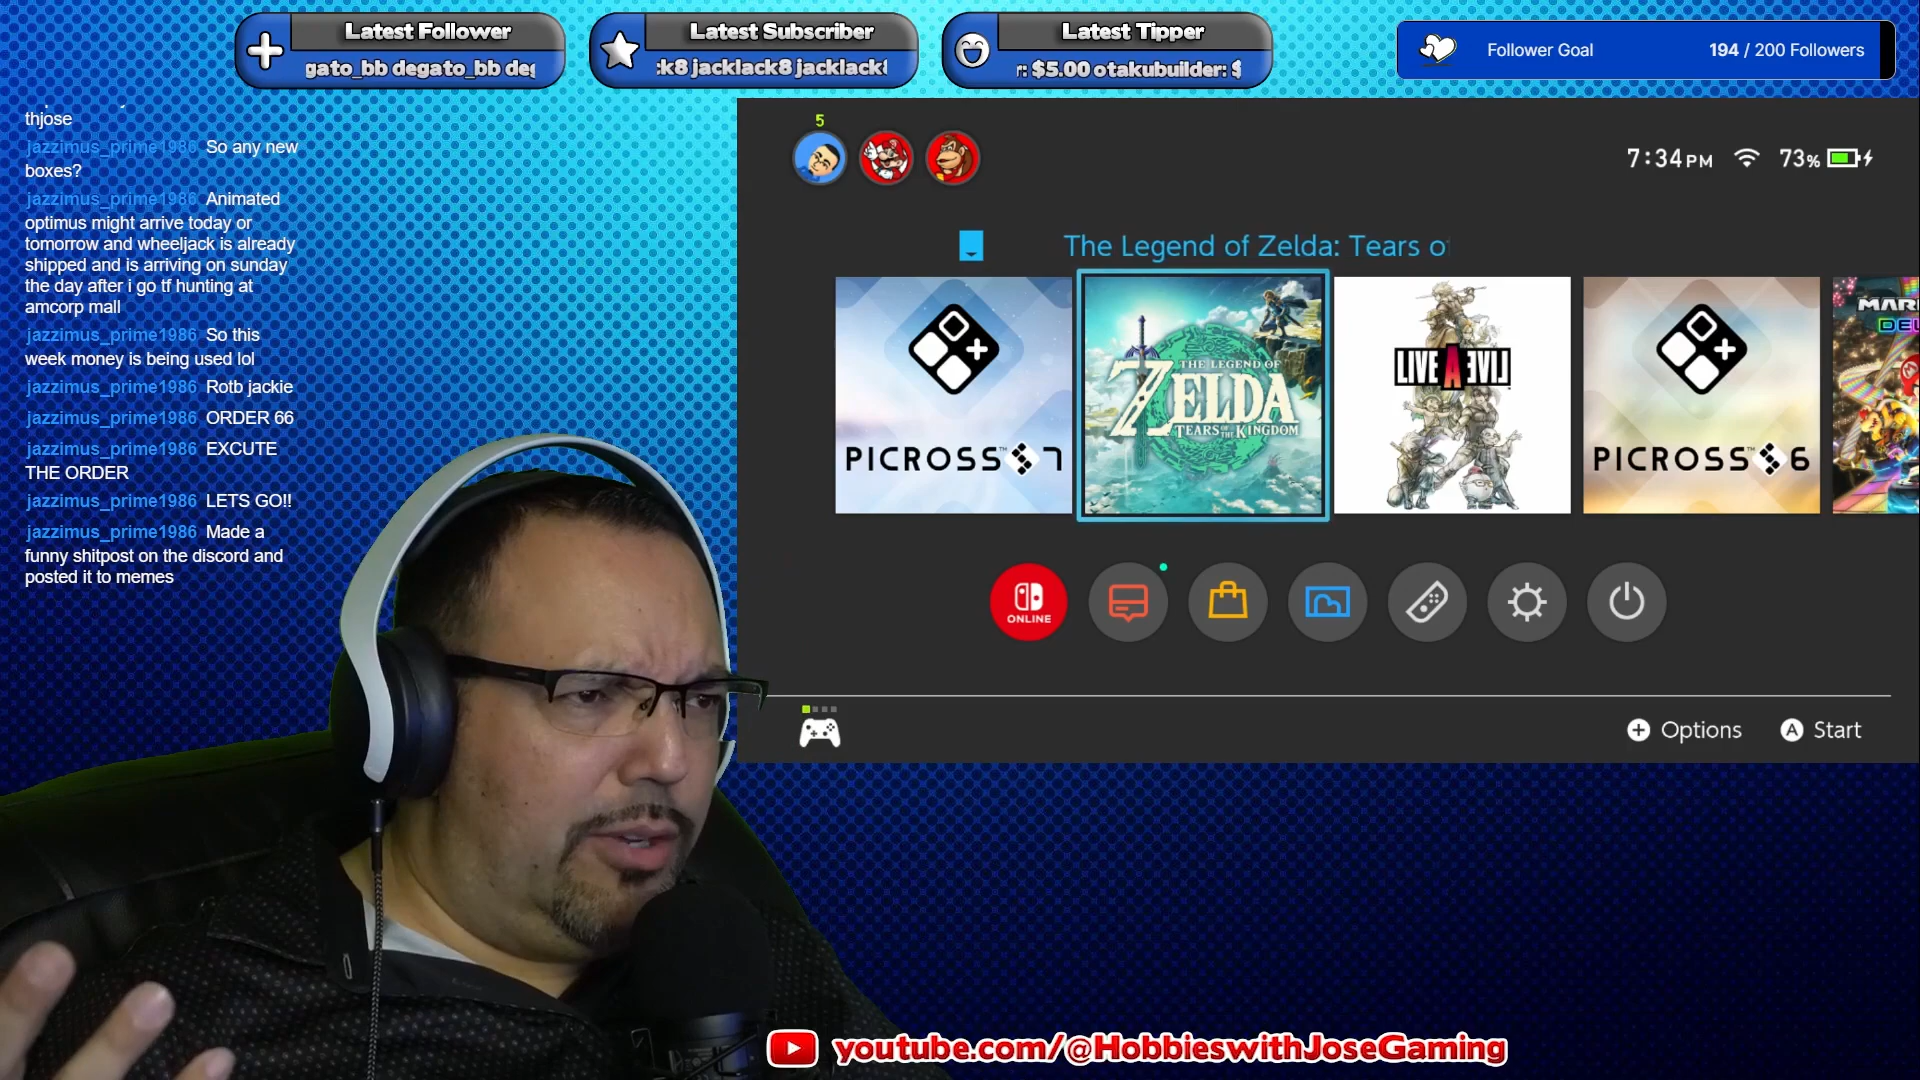 Latest Follower
gato_bb degato_bb deg
Latest Subscriber
:k8 jacklack8 jacklack8
Latest Tipper
r: $5.00 otakubuilder: $
Follower Goal
194 / 200 Followers
thjose
jazzimus_prime1986 So any new
boxes?
jazzimus_prime1986 Animated
optimus might arrive today or
tomorrow and wheeljack is already
shipped and is arriving on sunday
the day after i go tf hunting at
amcorp mall
jazzimus_prime1986 So this
week money is being used lol
jazzimus_prime1986 Rotb jackie
jazzimus_prime1986 ORDER 66
jazzimus_prime1986 EXCUTE
THE ORDER
jazzimus_prime1986 LETS GO!!
jazzimus_prime1986 Made a
funny shitpost on the discord and
posted it to memes
5
7:34 PM 73%
The Legend of Zelda: Tears o
PICROSS S 7
THE LEGEND OF
ZELDA
TEARS OF THE KINGDOM
LIVE A LIVE
PICROSS S 6
MAR
DEL
ONLINE
+ Options A Start
youtube.com/@HobbieswithJoseGaming